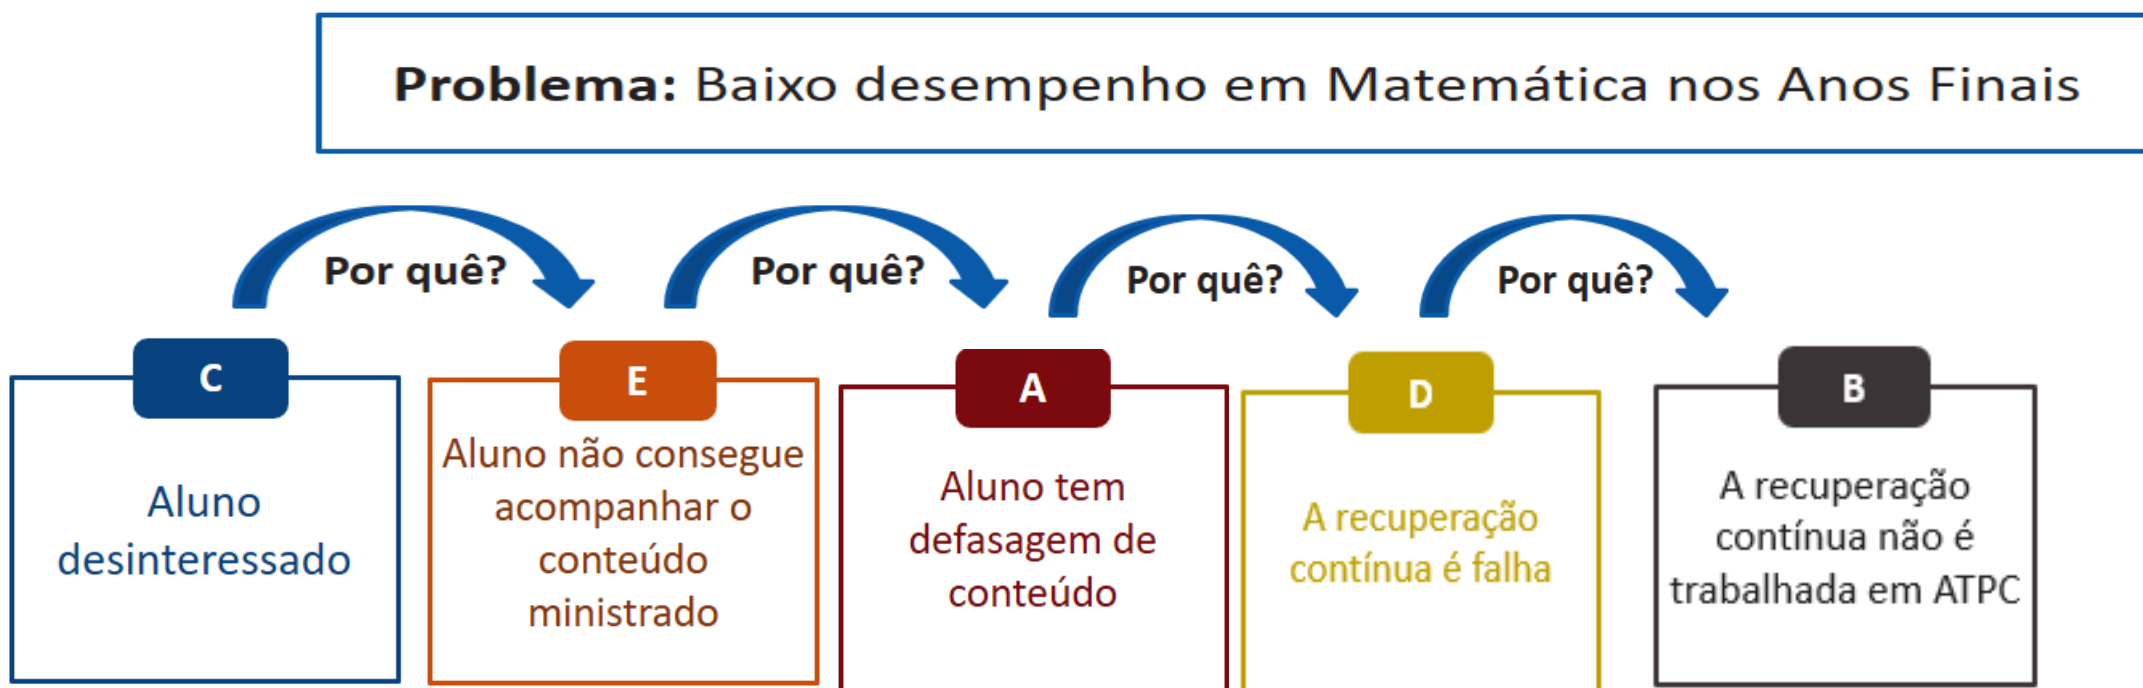 Problema: Baixo desempenho em Matemática nos Anos Finais
Por quê?
Por quê?
Por quê?
Por quê?
C
Aluno
desinteressado
E
Aluno não consegue
acompanhar o
conteúdo
ministrado
A
Aluno tem
defasagem de
conteúdo
D
A recuperação
contínua é falha
B
A recuperação
contínua não é
trabalhada em ATPC